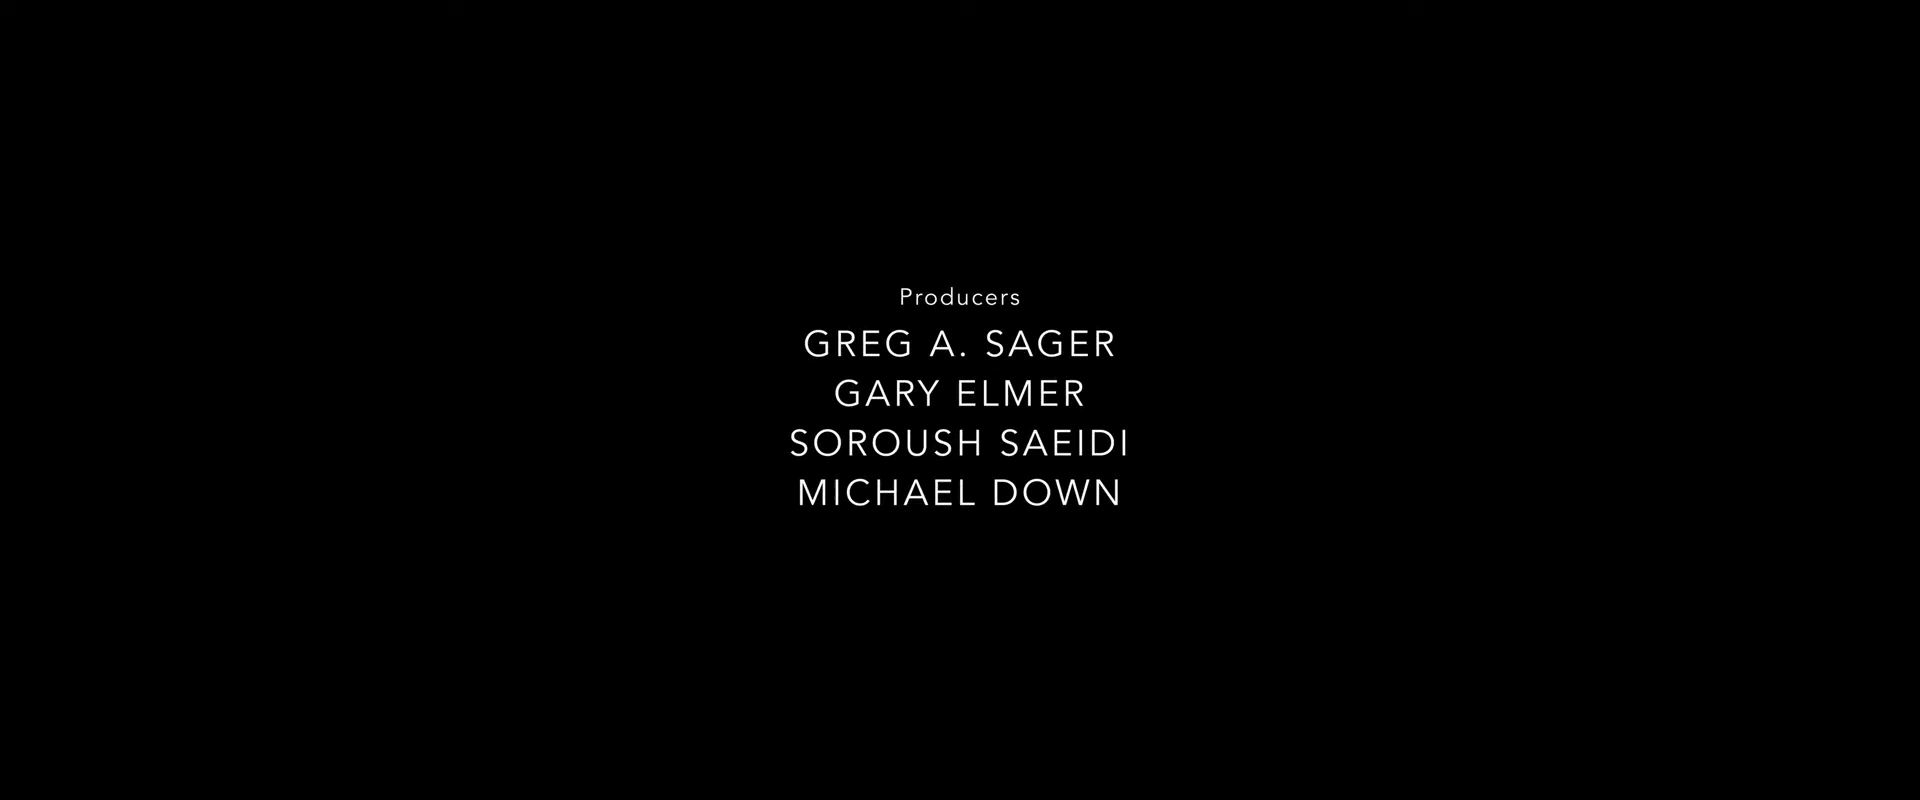 Producers
GREG A. SAGER
GARY ELMER
SOROUSH SAEIDI
MICHAEL DOWN